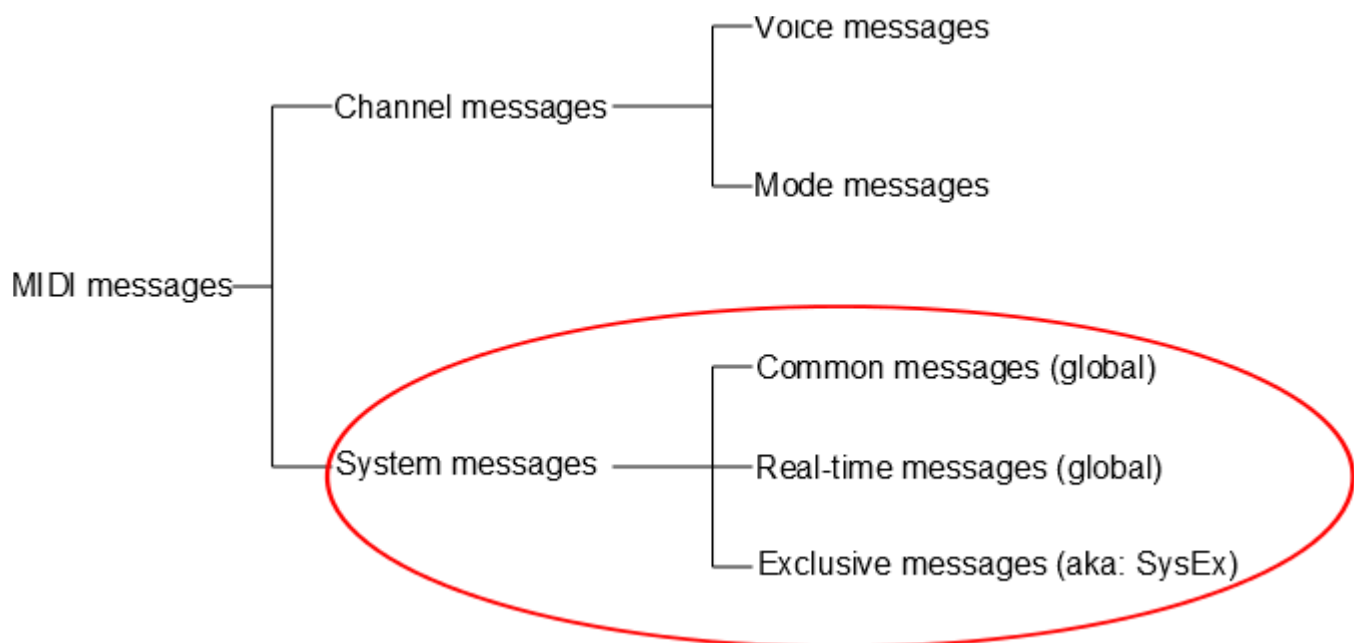 Voice messages
Channel messages
Mode messages
MIDI messages
Common messages (global)
System messages
Real-time messages (global)
Exclusive messages (aka: SysEx)